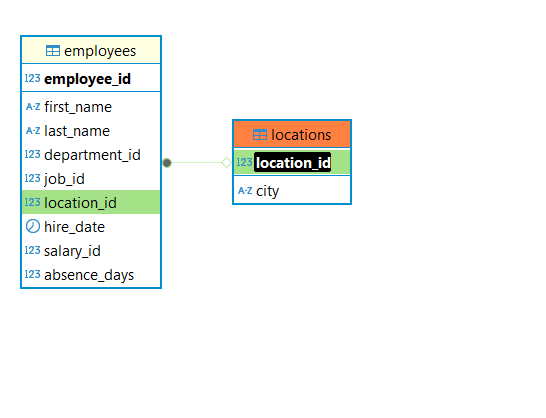 employees
123 employee_id
A-Z first_name
A-Z last_name
123 department_id
123 job_id
123 location_id
hire_date
123 salary_id
123 absence_days
locations
123 location_id
A-Z city